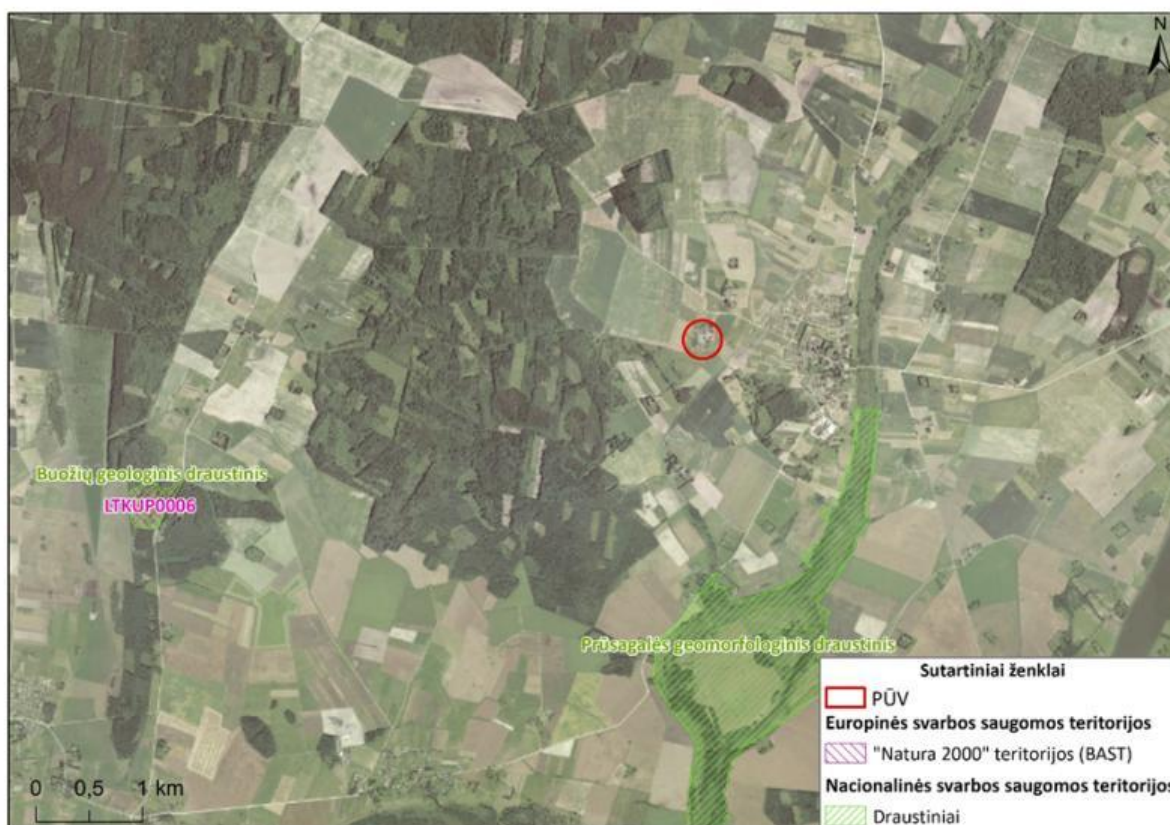 N
Buožių geologinis draustinis
LTKUP0006
Prūsagalės geomorfologinis draustinis
0 0,5 1 km
Sutartiniai ženklai
PŪV
Europinės svarbos saugomos teritorijos
"Natura 2000" teritorijos (BAST)
Nacionalinės svarbos saugomos teritorijos
Draustiniai